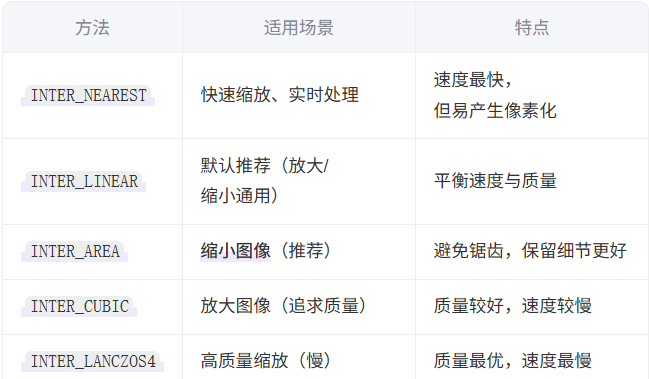 方法 适用场景 特点
INTER_NEAREST 快速缩放、实时处理 速度最快，
但易产生像素化
INTER_LINEAR 默认推荐（放大/
缩小通用） 平衡速度与质量
INTER_AREA 缩小图像（推荐） 避免锯齿，保留细节更好
INTER_CUBIC 放大图像（追求质量） 质量较好，速度较慢
INTER_LANCZOS4 高质量缩放（慢） 质量最优，速度最慢